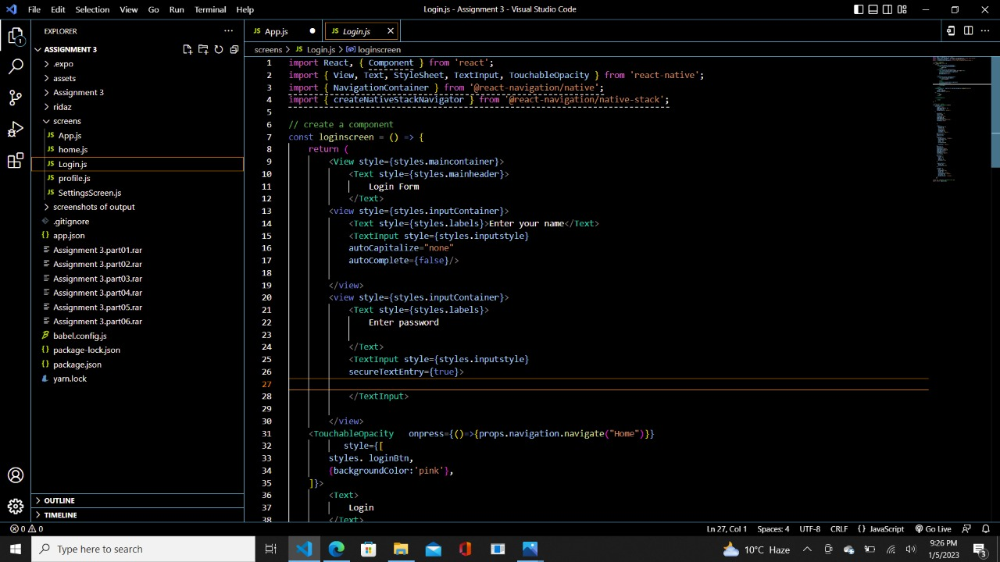 File Edit Selection View Go Run Terminal Help
Login.js - Assignment 3 - Visual Studio Code
EXPLORER
ASSIGNMENT 3
.expo
assets
Assignment 3
ridaz
screens
JS App.js
JS home.js
JS Login.js
JS profile.js
JS SettingsScreen.js
screenshots of output
.gitignore
{} app.json
Assignment 3.part01.rar
Assignment 3.part02.rar
Assignment 3.part03.rar
Assignment 3.part04.rar
Assignment 3.part05.rar
Assignment 3.part06.rar
babel.config.js
{} package-lock.json
{} package.json
yarn.lock
OUTLINE
TIMELINE
JS App.js
JS Login.js
screens > JS Login.js > loginscreen
1 import React, { Component } from 'react';
2 import { View, Text, StyleSheet, TextInput, TouchableOpacity } from 'react-native';
3 import { NavigationContainer } from '@react-navigation/native';
4 import { createNativeStackNavigator } from '@react-navigation/native-stack';
5
6 // create a component
7 const loginscreen = () => {
8 return (
9 <View style={styles.maincontainer}>
10 <Text style={styles.mainheader}>
11 Login Form
12 </Text>
13 <view style={styles.inputContainer}>
14 <Text style={styles.labels}>Enter your name</Text>
15 <TextInput style={styles.inputstyle}
16 autoCapitalize="none"
17 autoComplete={false}/>
18
19 </view>
20 <view style={styles.inputContainer}>
21 <Text style={styles.labels}>
22 Enter password
23
24 </Text>
25 <TextInput style={styles.inputstyle}
26 secureTextEntry={true}>
27
28 </TextInput>
29
30 </view>
31 <TouchableOpacity onpress={()=>{props.navigation.navigate("Home")}}
32 style={[
33 styles. loginBtn,
34 {backgroundColor:'pink'},
35 ]}>
36 <Text>
37 Login
38 </Text>
0 0
Ln 27, Col 1 Spaces: 4 UTF-8 CRLF {} JavaScript Go Live
Type here to search
10°C Haze
9:26 PM
1/5/2023
3